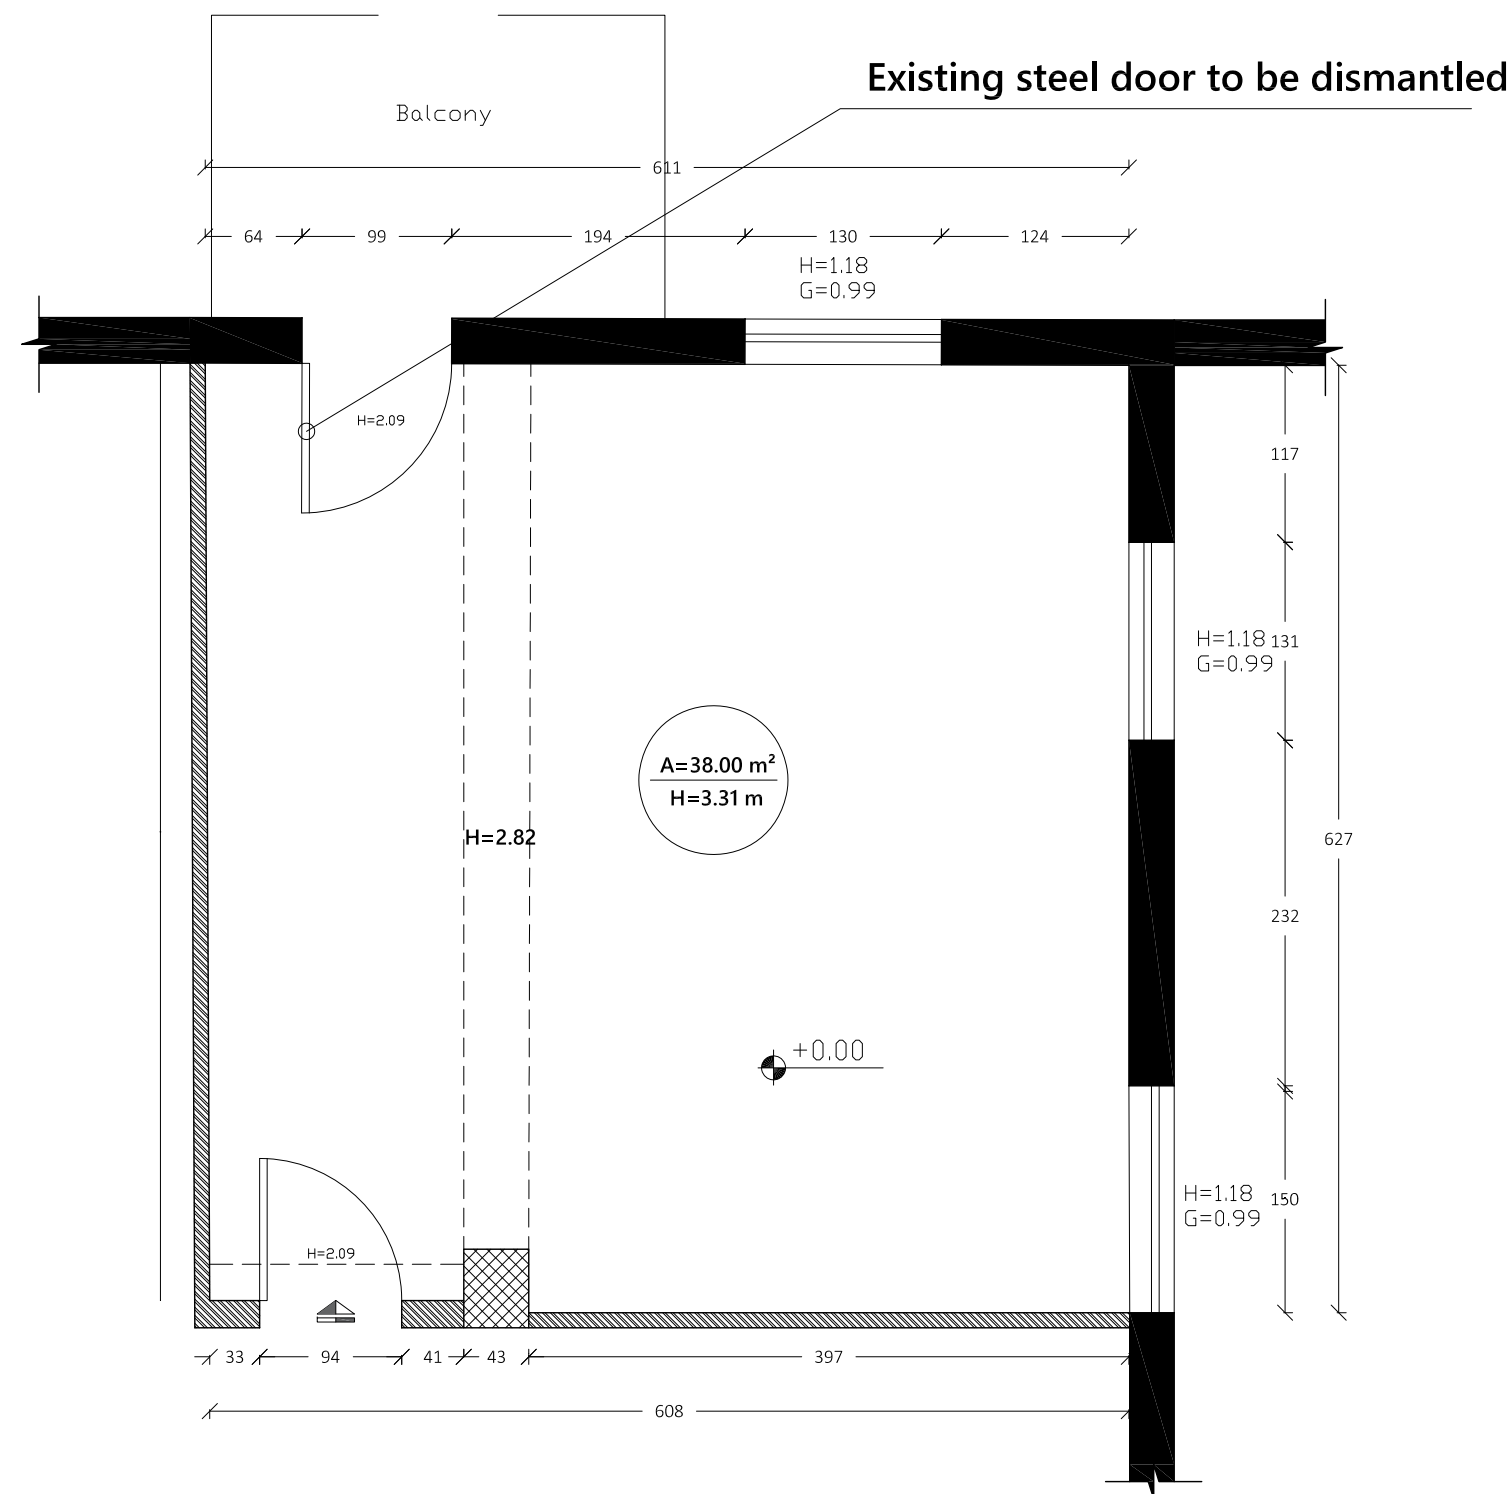 Existing steel door to be dismantled
Balcony
611
64
99
194
130
124
H=1.18
G=0.99
H=2.09
117
H=1.18
G=0.99
131
A=38.00 m²
H=3.31 m
H=2.82
627
232
+0.00
H=1.18
G=0.99
150
H=2.09
33
94
41
43
397
608